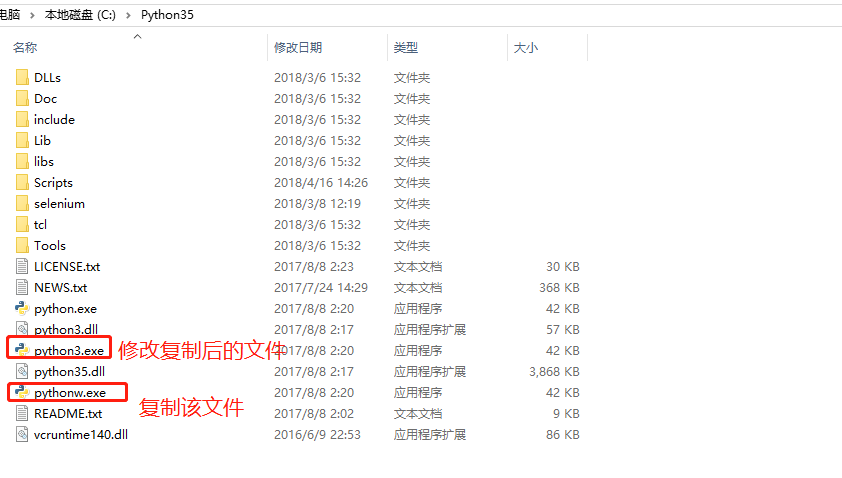 电脑 › 本地磁盘 (C:) › Python35
名称 修改日期 类型 大小
DLLs 2018/3/6 15:32 文件夹
Doc 2018/3/6 15:32 文件夹
include 2018/3/6 15:32 文件夹
Lib 2018/3/6 15:32 文件夹
libs 2018/3/6 15:32 文件夹
Scripts 2018/4/16 14:26 文件夹
selenium 2018/3/8 12:19 文件夹
tcl 2018/3/6 15:32 文件夹
Tools 2018/3/6 15:32 文件夹
LICENSE.txt 2017/8/8 2:23 文本文档 30 KB
NEWS.txt 2017/7/24 14:29 文本文档 368 KB
python.exe 2017/8/8 2:20 应用程序 42 KB
python3.dll 2017/8/8 2:17 应用程序扩展 57 KB
python3.exe 修改复制后的文件 2017/8/8 2:20 应用程序 42 KB
python35.dll 2017/8/8 2:17 应用程序扩展 3,868 KB
pythonw.exe 2017/8/8 2:20 应用程序 42 KB
复制该文件
README.txt 2017/8/8 2:02 文本文档 9 KB
vcruntime140.dll 2016/6/9 22:53 应用程序扩展 86 KB